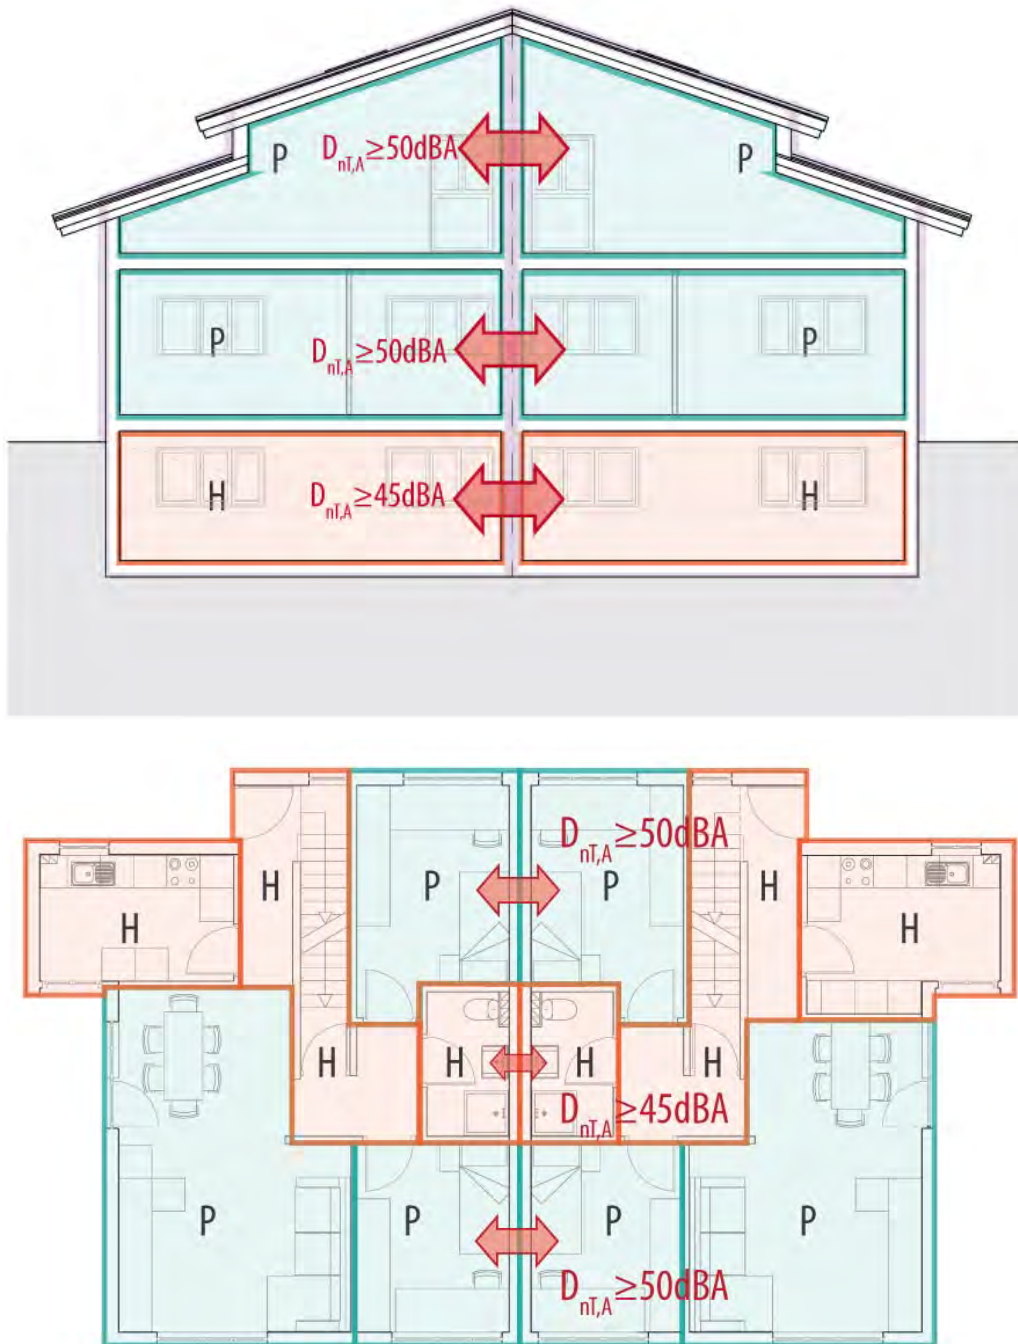 P DnT,A≥50dBA P
P DnT,A≥50dBA P
H DnT,A≥45dBA H
DnT,A≥50dBA
H P P H
H H
H H H H
DnT,A≥45dBA
P P P P
DnT,A≥50dBA